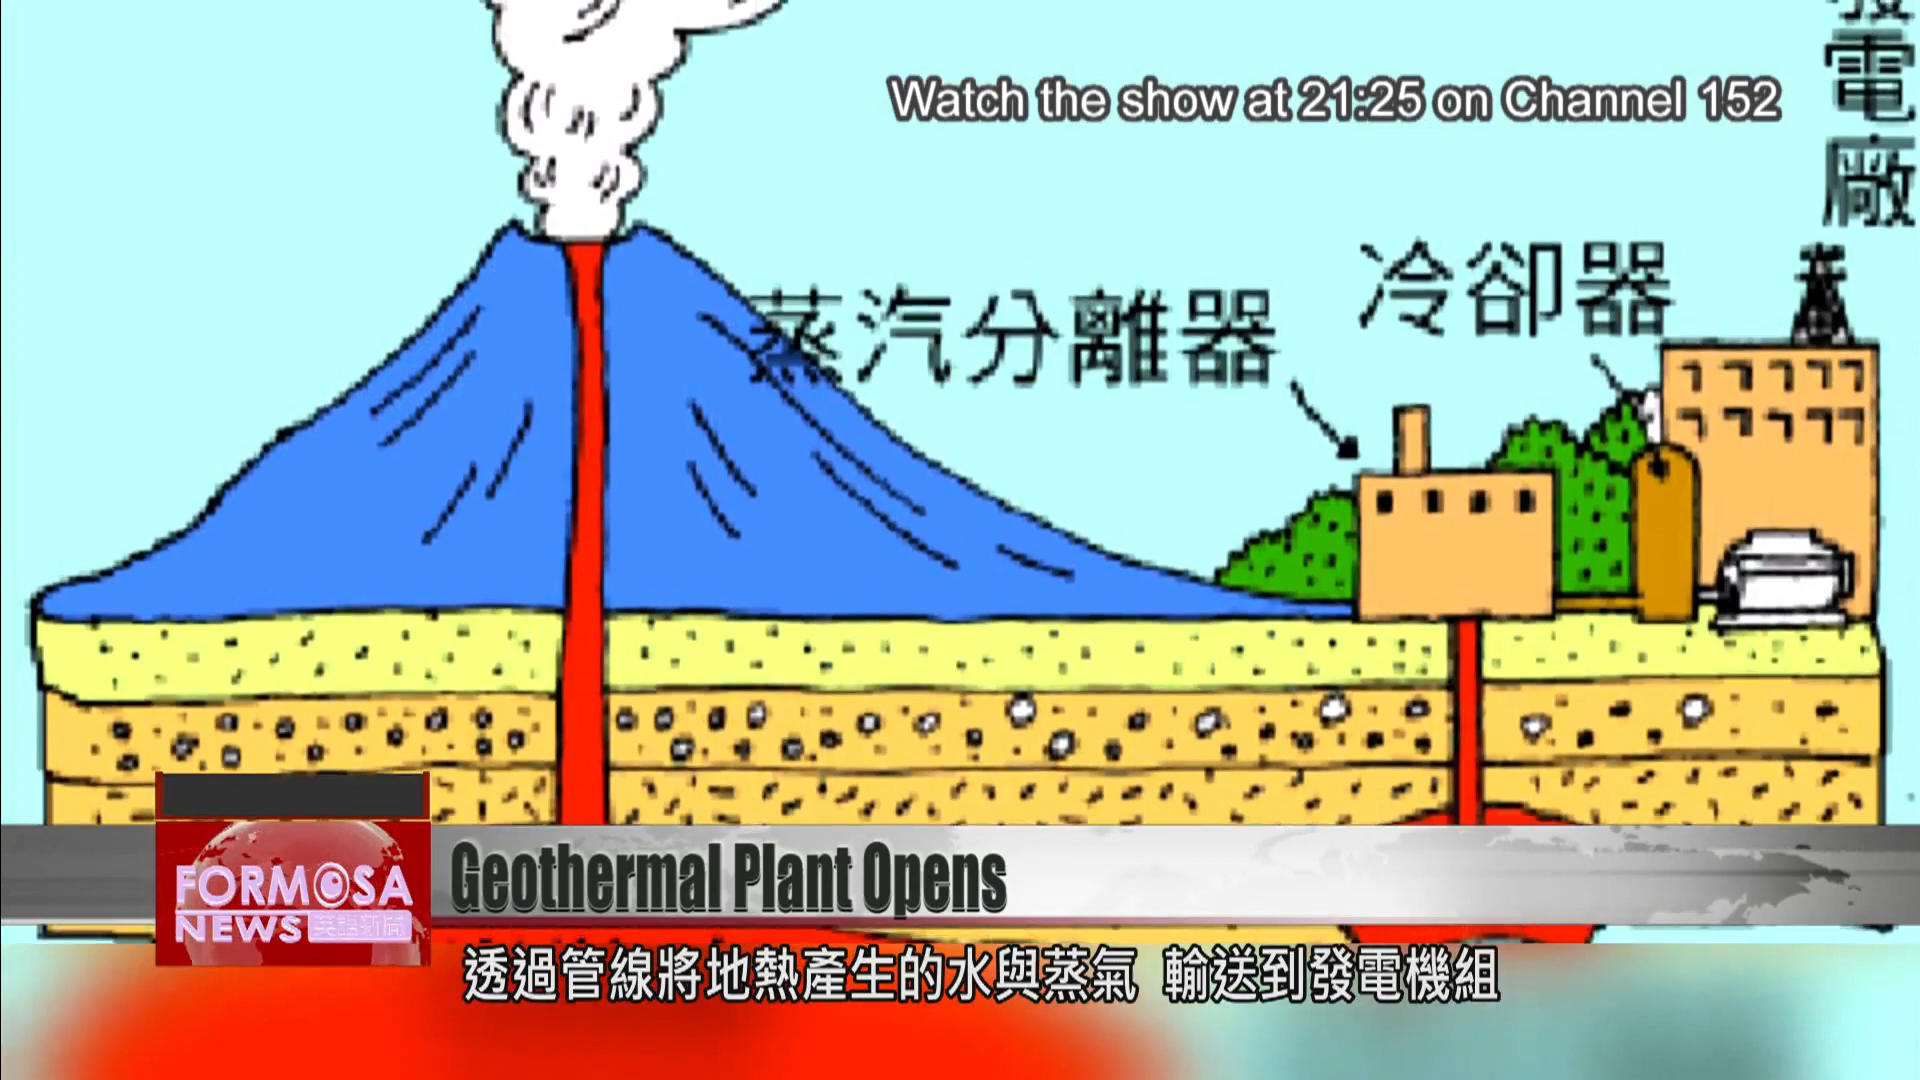 Watch the show at 21:25 on Channel 152
發電廠
冷卻器
蒸汽分離器
Geothermal Plant Opens
FORMOSA
NEWS 英語新聞
透過管線將地熱產生的水與蒸氣 輸送到發電機組